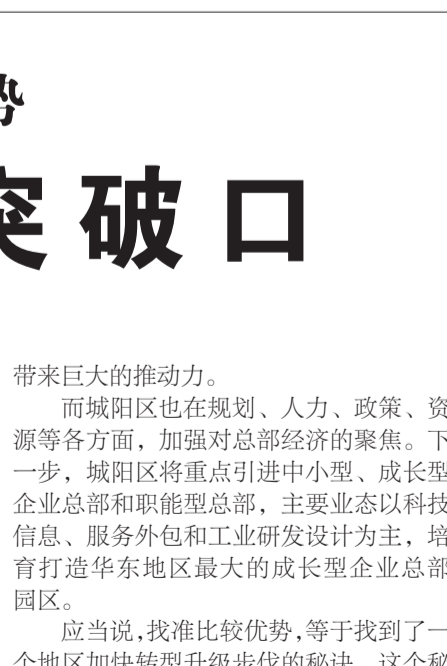 势
突破口
带来巨大的推动力。
而城阳区也在规划、人力、政策、资
源等各方面，加强对总部经济的聚焦。下
一步，城阳区将重点引进中小型、成长型
企业总部和职能型总部，主要业态以科技
信息、服务外包和工业研发设计为主，培
育打造华东地区最大的成长型企业总部
园区。
应当说,找准比较优势,等于找到了一
个地区加快转型升级步伐的秘诀。这个秘